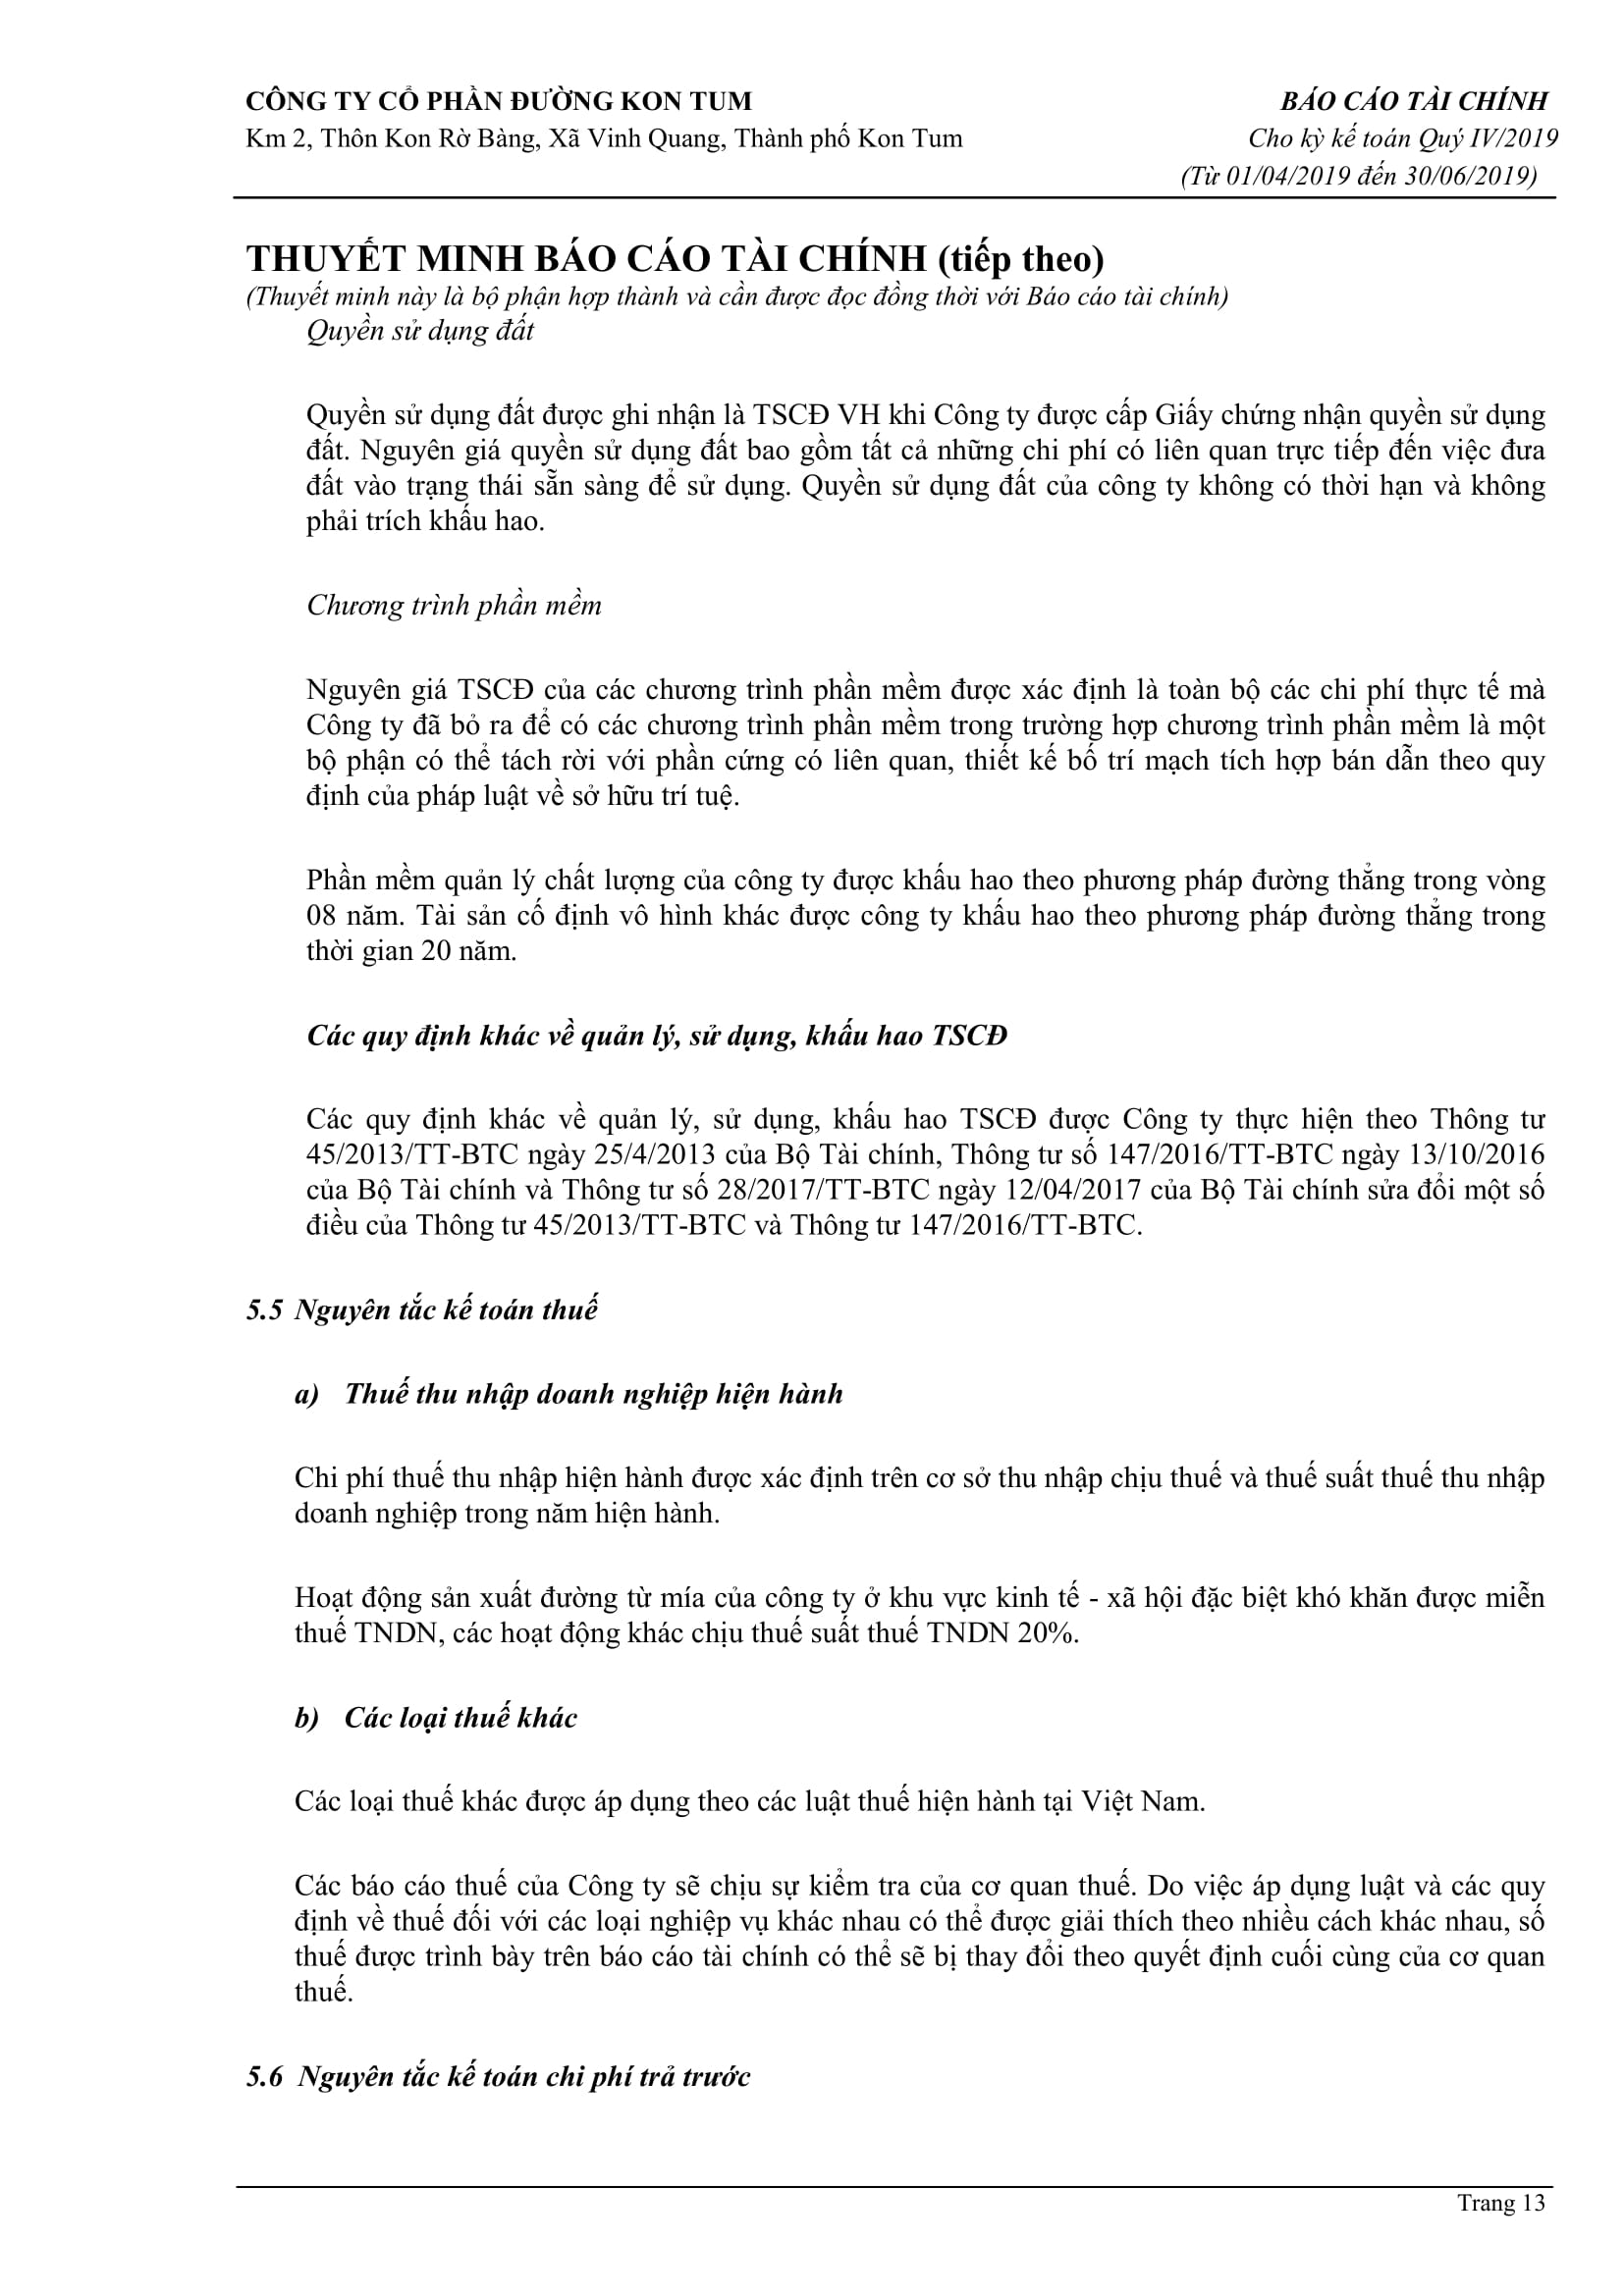 CÔNG TY CỔ PHẦN ĐƯỜNG KON TUM
BÁO CÁO TÀI CHÍNH
Km 2, Thôn Kon Rờ Bàng, Xã Vinh Quang, Thành phố Kon Tum
Cho kỳ kế toán Quý IV/2019
(Từ 01/04/2019 đến 30/06/2019)
THUYẾT MINH BÁO CÁO TÀI CHÍNH (tiếp theo)
(Thuyết minh này là bộ phận hợp thành và cần được đọc đồng thời với Báo cáo tài chính)
Quyền sử dụng đất
Quyền sử dụng đất được ghi nhận là TSCĐ VH khi Công ty được cấp Giấy chứng nhận quyền sử dụng
đất. Nguyên giá quyền sử dụng đất bao gồm tất cả những chi phí có liên quan trực tiếp đến việc đưa
đất vào trạng thái sẵn sàng để sử dụng. Quyền sử dụng đất của công ty không có thời hạn và không
phải trích khấu hao.
Chương trình phần mềm
Nguyên giá TSCĐ của các chương trình phần mềm được xác định là toàn bộ các chi phí thực tế mà
Công ty đã bỏ ra để có các chương trình phần mềm trong trường hợp chương trình phần mềm là một
bộ phận có thể tách rời với phần cứng có liên quan, thiết kế bố trí mạch tích hợp bán dẫn theo quy
định của pháp luật về sở hữu trí tuệ.
Phần mềm quản lý chất lượng của công ty được khấu hao theo phương pháp đường thẳng trong vòng
08 năm. Tài sản cố định vô hình khác được công ty khấu hao theo phương pháp đường thẳng trong
thời gian 20 năm.
Các quy định khác về quản lý, sử dụng, khấu hao TSCĐ
Các quy định khác về quản lý, sử dụng, khấu hao TSCĐ được Công ty thực hiện theo Thông tư
45/2013/TT-BTC ngày 25/4/2013 của Bộ Tài chính, Thông tư số 147/2016/TT-BTC ngày 13/10/2016
của Bộ Tài chính và Thông tư số 28/2017/TT-BTC ngày 12/04/2017 của Bộ Tài chính sửa đổi một số
điều của Thông tư 45/2013/TT-BTC và Thông tư 147/2016/TT-BTC.
5.5 Nguyên tắc kế toán thuế
a) Thuế thu nhập doanh nghiệp hiện hành
Chi phí thuế thu nhập hiện hành được xác định trên cơ sở thu nhập chịu thuế và thuế suất thuế thu nhập
doanh nghiệp trong năm hiện hành.
Hoạt động sản xuất đường từ mía của công ty ở khu vực kinh tế - xã hội đặc biệt khó khăn được miễn
thuế TNDN, các hoạt động khác chịu thuế suất thuế TNDN 20%.
b) Các loại thuế khác
Các loại thuế khác được áp dụng theo các luật thuế hiện hành tại Việt Nam.
Các báo cáo thuế của Công ty sẽ chịu sự kiểm tra của cơ quan thuế. Do việc áp dụng luật và các quy
định về thuế đối với các loại nghiệp vụ khác nhau có thể được giải thích theo nhiều cách khác nhau, số
thuế được trình bày trên báo cáo tài chính có thể sẽ bị thay đổi theo quyết định cuối cùng của cơ quan
thuế.
5.6 Nguyên tắc kế toán chi phí trả trước
Trang 13